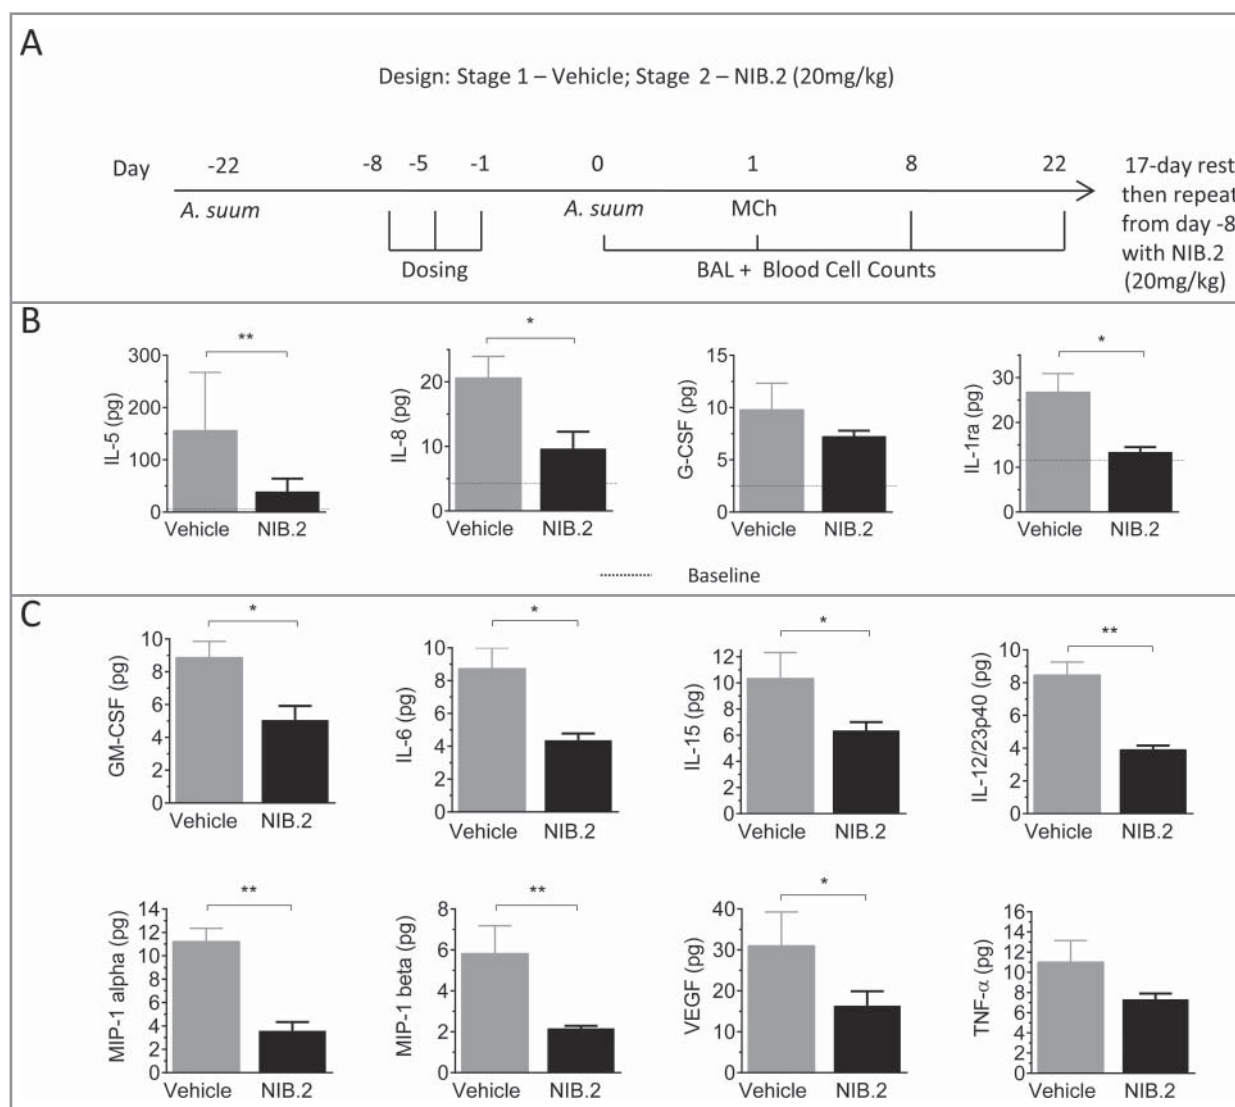 A
Design: Stage 1 – Vehicle; Stage 2 – NIB.2 (20mg/kg)
Day -22 -8 -5 -1 0 1 8 22 17-day rest
A. suum A. suum MCh then repeat
from day -8
Dosing BAL + Blood Cell Counts with NIB.2
(20mg/kg)
B
** * *
IL-5 (pg)
300
200
100
0
Vehicle NIB.2
IL-8 (pg)
20
10
0
Vehicle NIB.2
G-CSF (pg)
15
10
5
0
Vehicle NIB.2
IL-1ra (pg)
30
20
10
0
Vehicle NIB.2
Baseline
C
* * * **
GM-CSF (pg)
10
8
6
4
2
0
Vehicle NIB.2
IL-6 (pg)
10
8
6
4
2
0
Vehicle NIB.2
IL-15 (pg)
12
10
8
6
4
2
0
Vehicle NIB.2
IL-12/23p40 (pg)
10
8
6
4
2
0
Vehicle NIB.2
** ** *
MIP-1 alpha (pg)
14
12
10
8
6
4
2
0
Vehicle NIB.2
MIP-1 beta (pg)
8
6
4
2
0
Vehicle NIB.2
VEGF (pg)
40
30
20
10
0
Vehicle NIB.2
TNF-α (pg)
16
14
12
10
8
6
4
2
0
Vehicle NIB.2